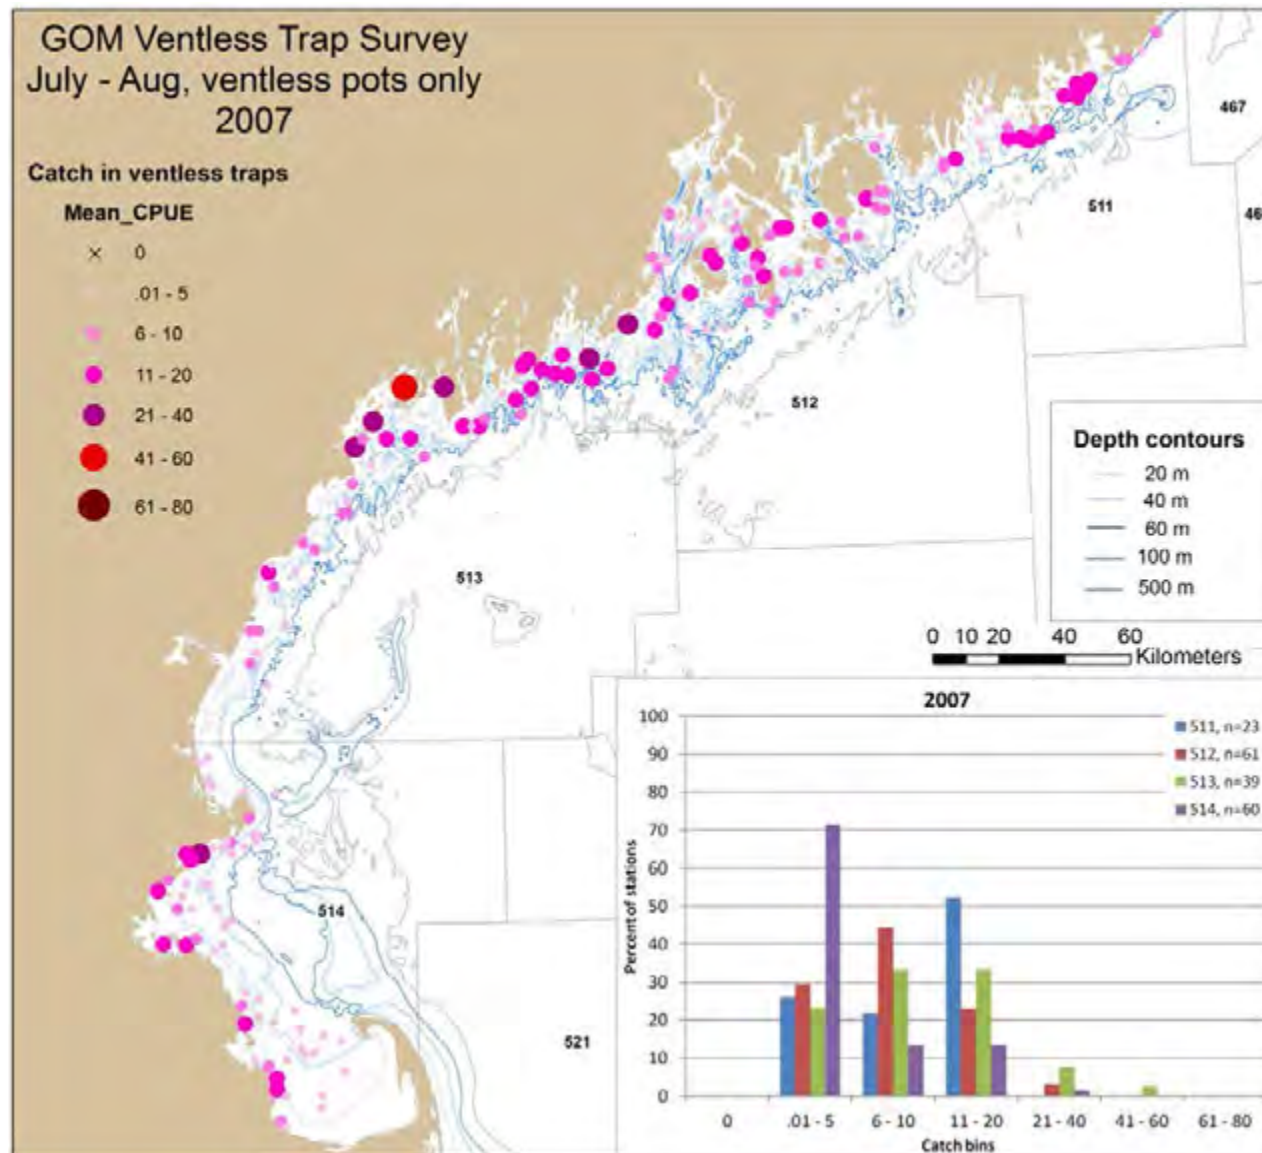 GOM Ventless Trap Survey
July - Aug, ventless pots only
2007
Catch in ventless traps
Mean_CPUE
0
.01 - 5
6 - 10
11 - 20
21 - 40
41 - 60
61 - 80
467
511
46
512
513
514
521
Depth contours
20 m
40 m
60 m
100 m
500 m
0 10 20 40 60
Kilometers
2007
Percent of stations
100
90
80
70
60
50
40
30
20
10
0
511, n=23
512, n=61
513, n=39
514, n=60
0 .01 - 5 6 - 10 11 - 20 21 - 40 41 - 60 61 - 80
Catch bins